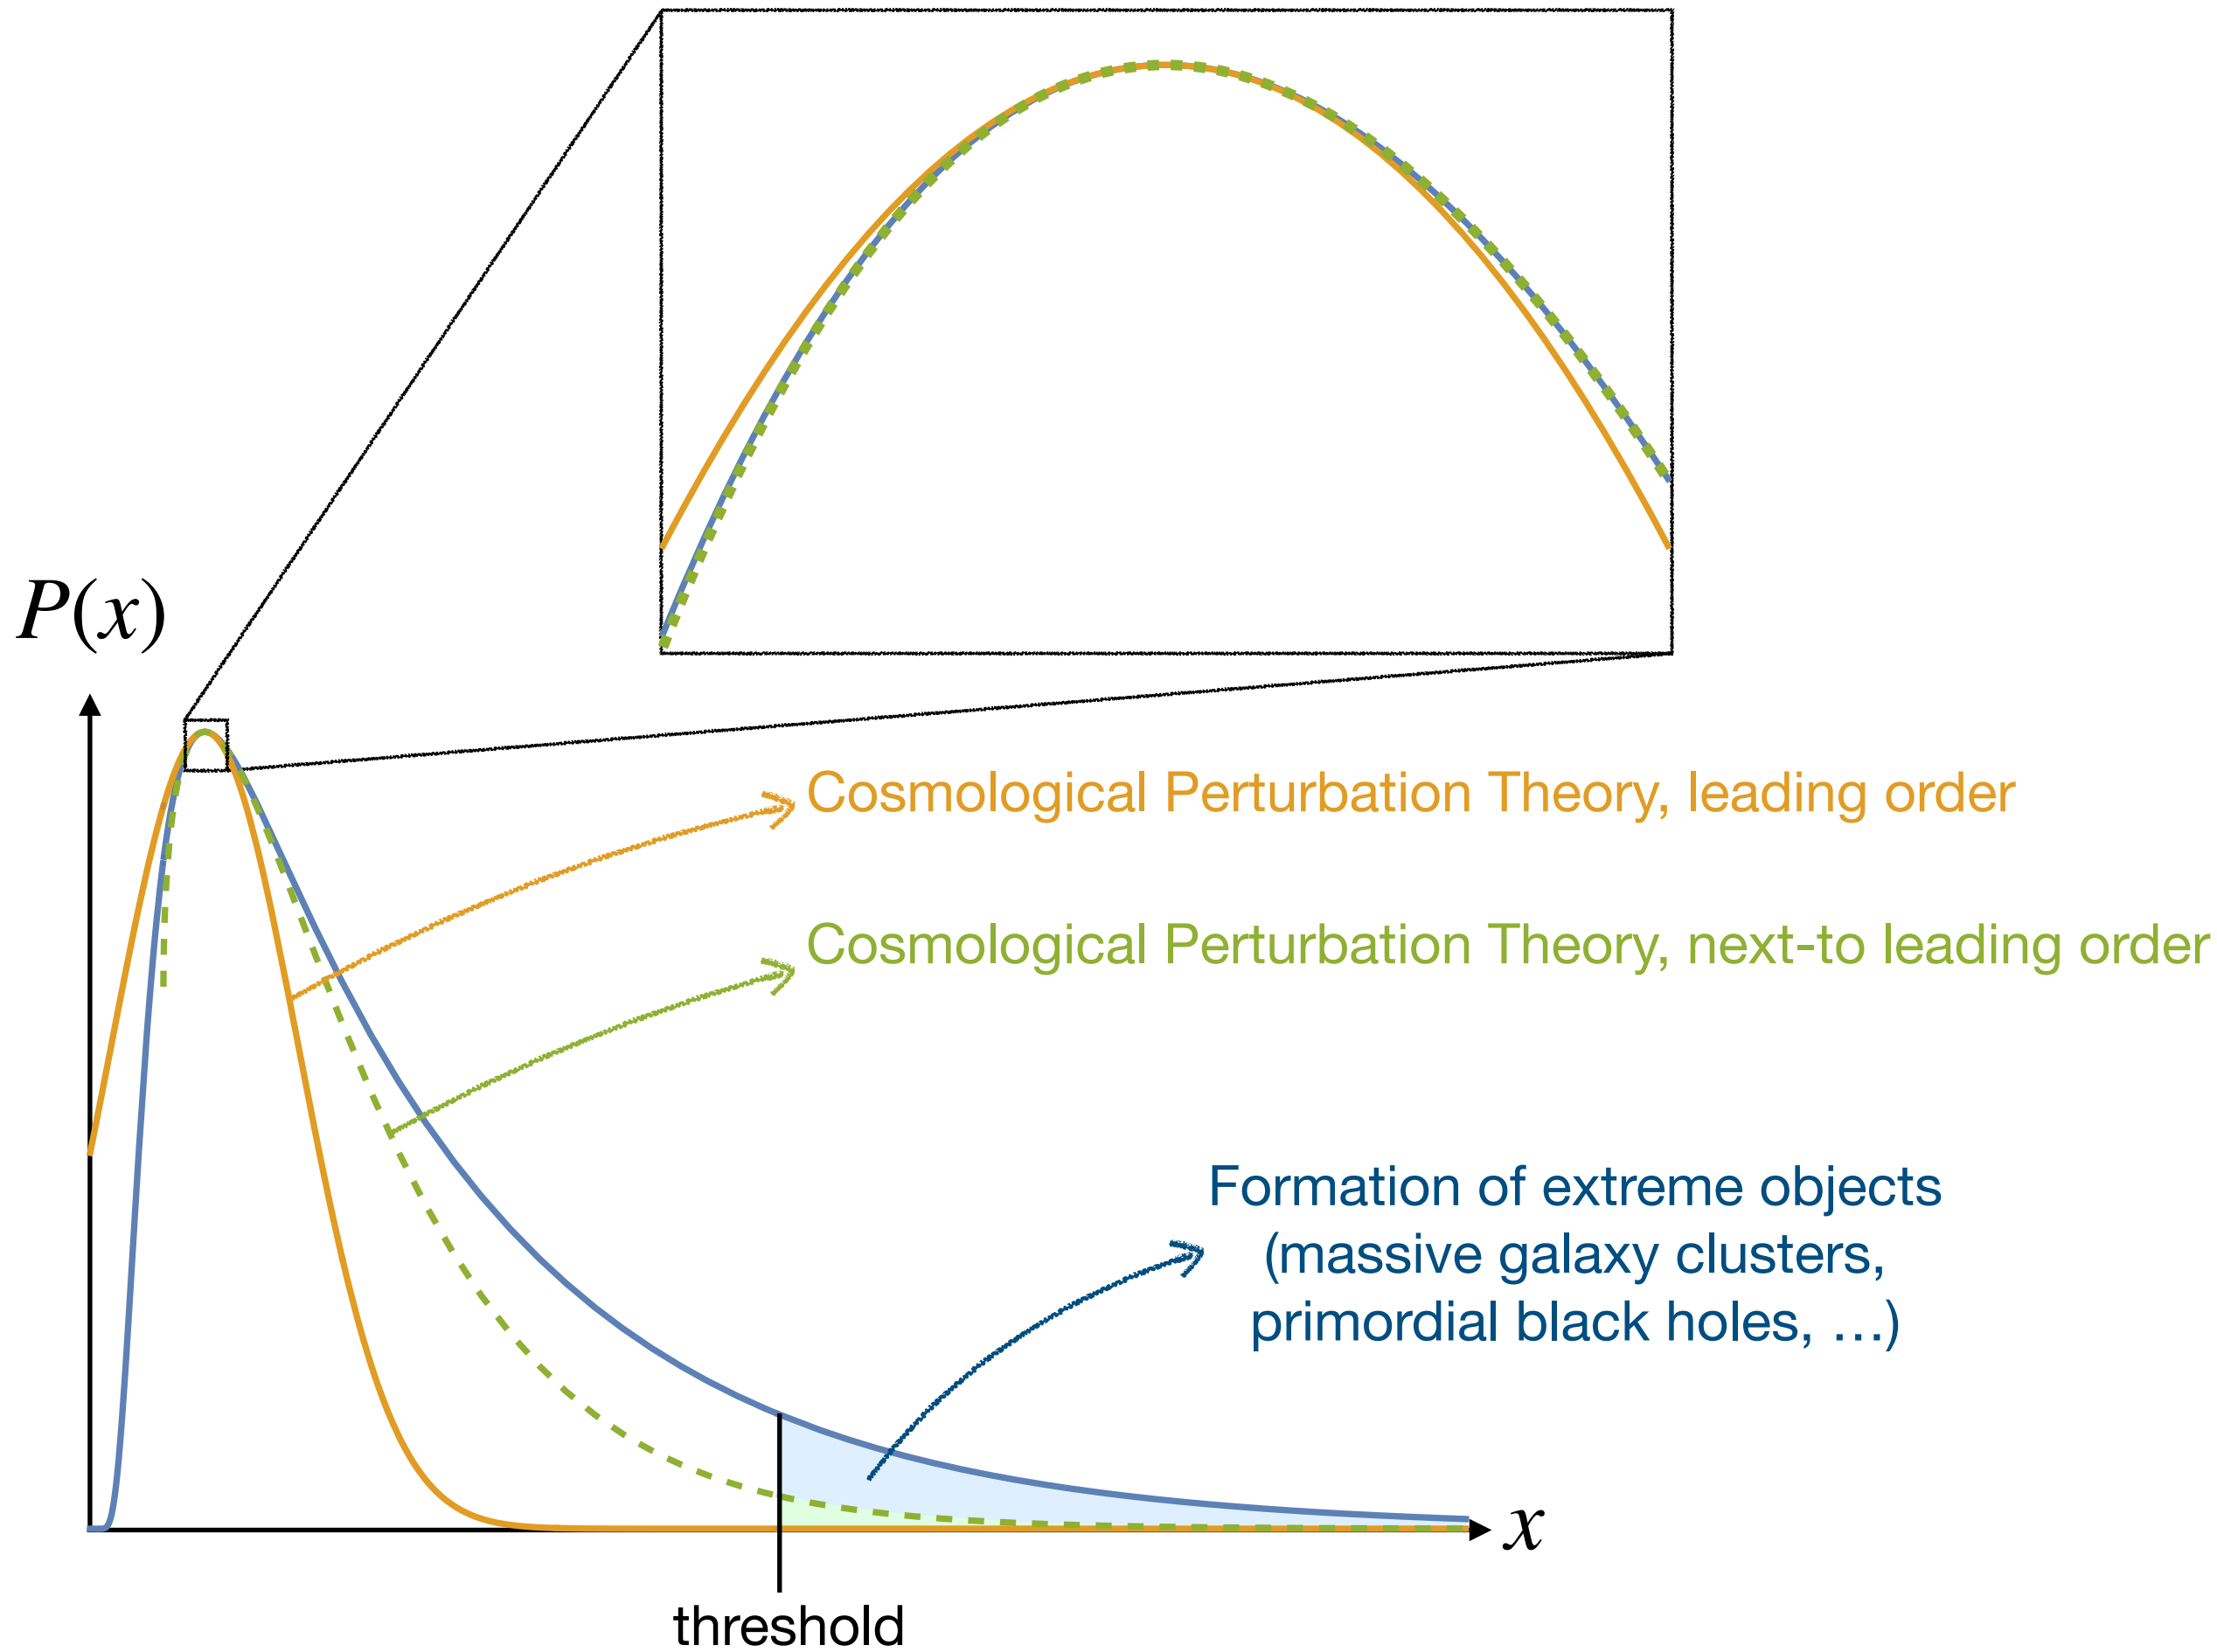 P(x)
Cosmological Perturbation Theory, leading order
Cosmological Perturbation Theory, next-to leading order
Formation of extreme objects
(massive galaxy clusters,
primordial black holes, …)
x
threshold